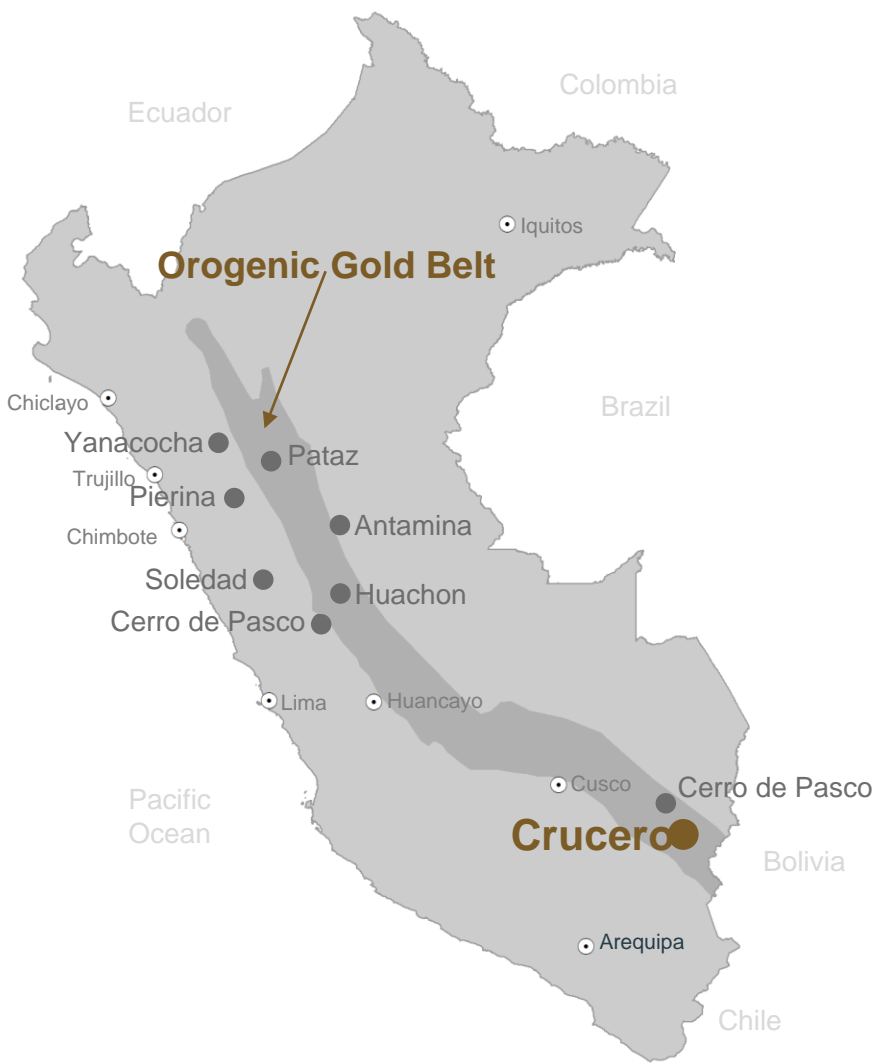 Colombia
Ecuador
Iquitos
Orogenic Gold Belt
Chiclayo
Brazil
Yanacocha
Pataz
Trujillo
Pierina
Antamina
Chimbote
Soledad
Huachon
Cerro de Pasco
Lima
Huancayo
Cusco
Cerro de Pasco
Pacific
Ocean
Crucero
Bolivia
Arequipa
Chile